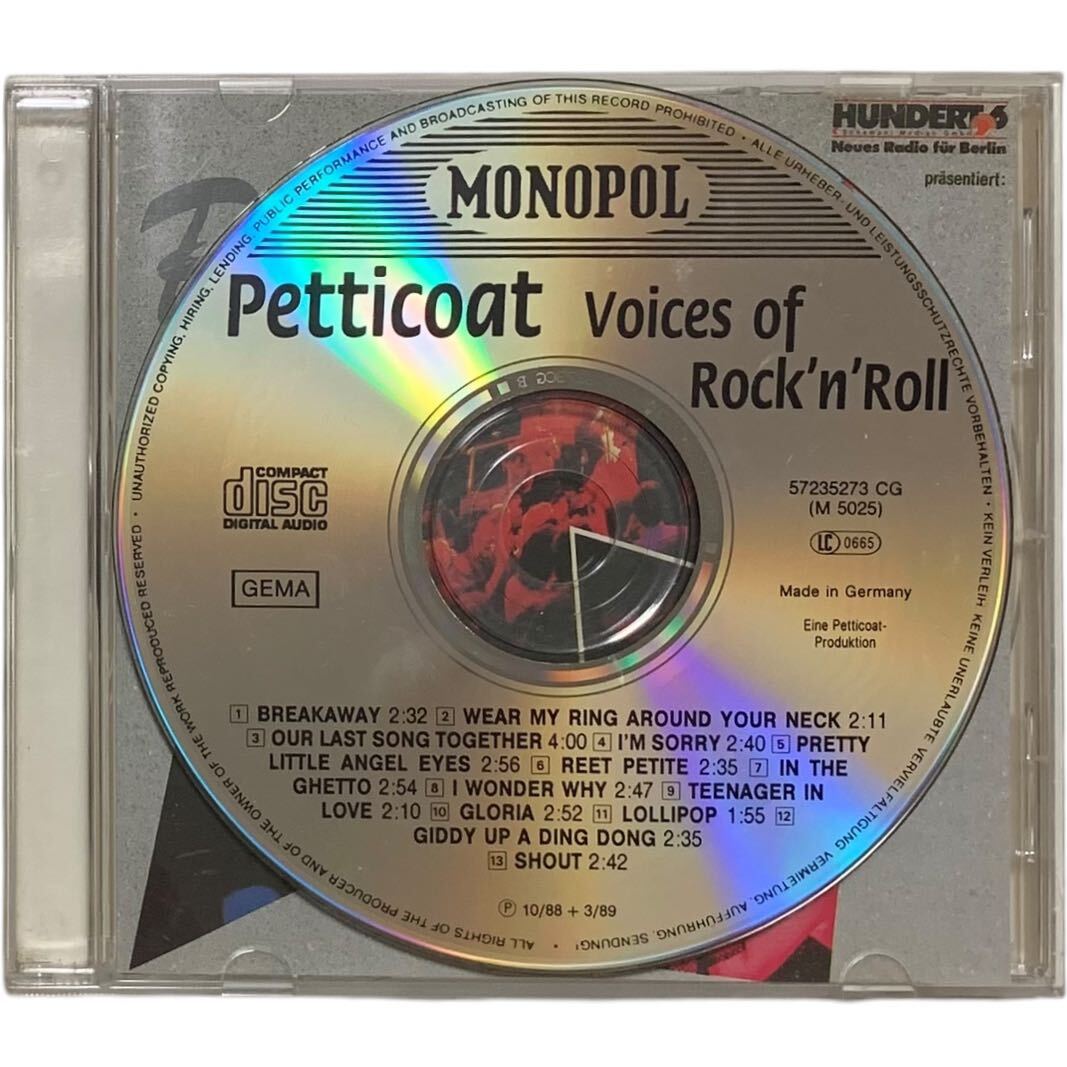 HUNDERT,6
Neues Radio für Berlin
präsentiert:
MONOPOL
Petticoat Voices of
Rock'n'Roll
COMPACT
disc
DIGITAL AUDIO
GEMA
57235273 CG
(M 5025)
LC 0665
Made in Germany
Eine Petticoat-
Produktion
1 BREAKAWAY 2:32 2 WEAR MY RING AROUND YOUR NECK 2:11
3 OUR LAST SONG TOGETHER 4:00 4 I'M SORRY 2:40 5 PRETTY
LITTLE ANGEL EYES 2:56 6 REET PETITE 2:35 7 IN THE
GHETTO 2:54 8 I WONDER WHY 2:47 9 TEENAGER IN
LOVE 2:10 10 GLORIA 2:52 11 LOLLIPOP 1:55 12
GIDDY UP A DING DONG 2:35
13 SHOUT 2:42
℗ 10/88 + 3/89
ALL RIGHTS OF THE PRODUCER AND OF THE OWNER OF THE WORK REPRODUCED RESERVED · UNAUTHORIZED COPYING, HIRING, LENDING, PUBLIC PERFORMANCE AND BROADCASTING OF THIS RECORD PROHIBITED · ALLE URHEBER- UND LEISTUNGSSCHUTZRECHTE VORBEHALTEN · KEIN VERLEIH KEINE UNERLAUBTE VERVIELFÄLTIGUNG, VERMIETUNG, AUFFÜHRUNG, SENDUNG!